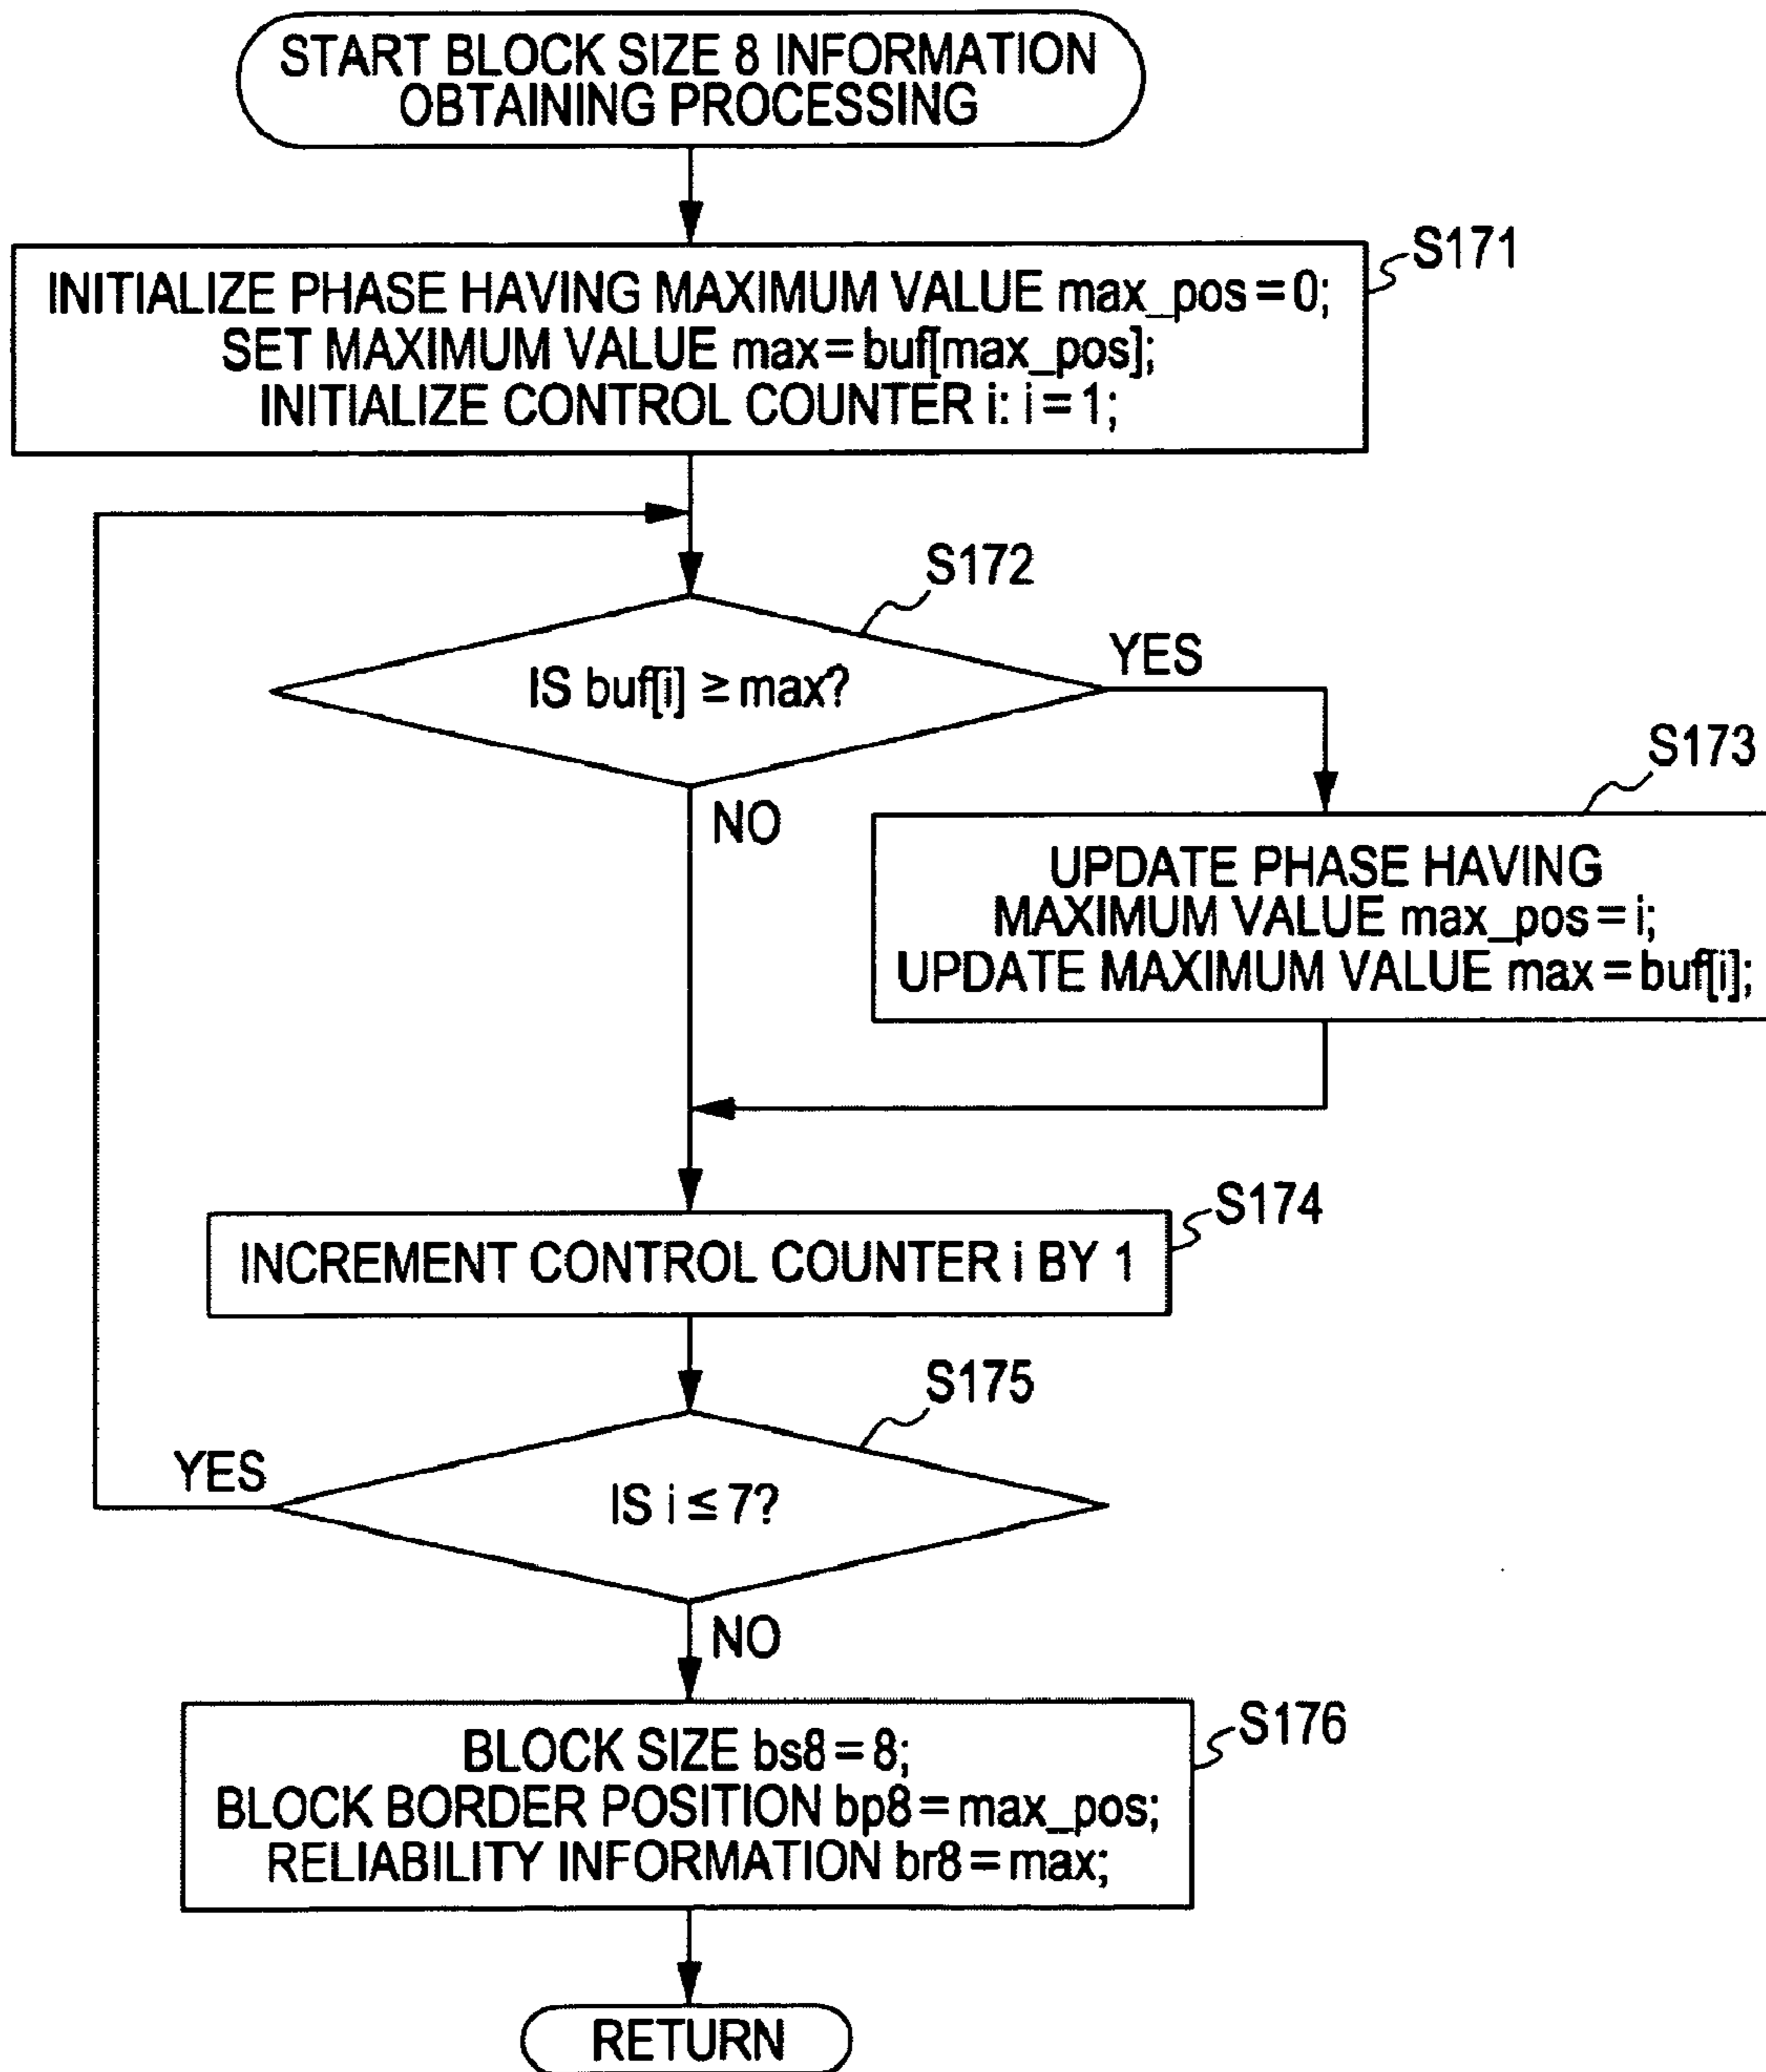 START BLOCK SIZE 8 INFORMATION
OBTAINING PROCESSING
S171
INITIALIZE PHASE HAVING MAXIMUM VALUE max_pos=0;
SET MAXIMUM VALUE max=buf[max_pos];
INITIALIZE CONTROL COUNTER i: i=1;
S172
IS buf[i] ≥ max?
YES
NO
S173
UPDATE PHASE HAVING
MAXIMUM VALUE max_pos=i;
UPDATE MAXIMUM VALUE max=buf[i];
S174
INCREMENT CONTROL COUNTER i BY 1
S175
YES
IS i ≤ 7?
NO
S176
BLOCK SIZE bs8=8;
BLOCK BORDER POSITION bp8=max_pos;
RELIABILITY INFORMATION br8=max;
RETURN